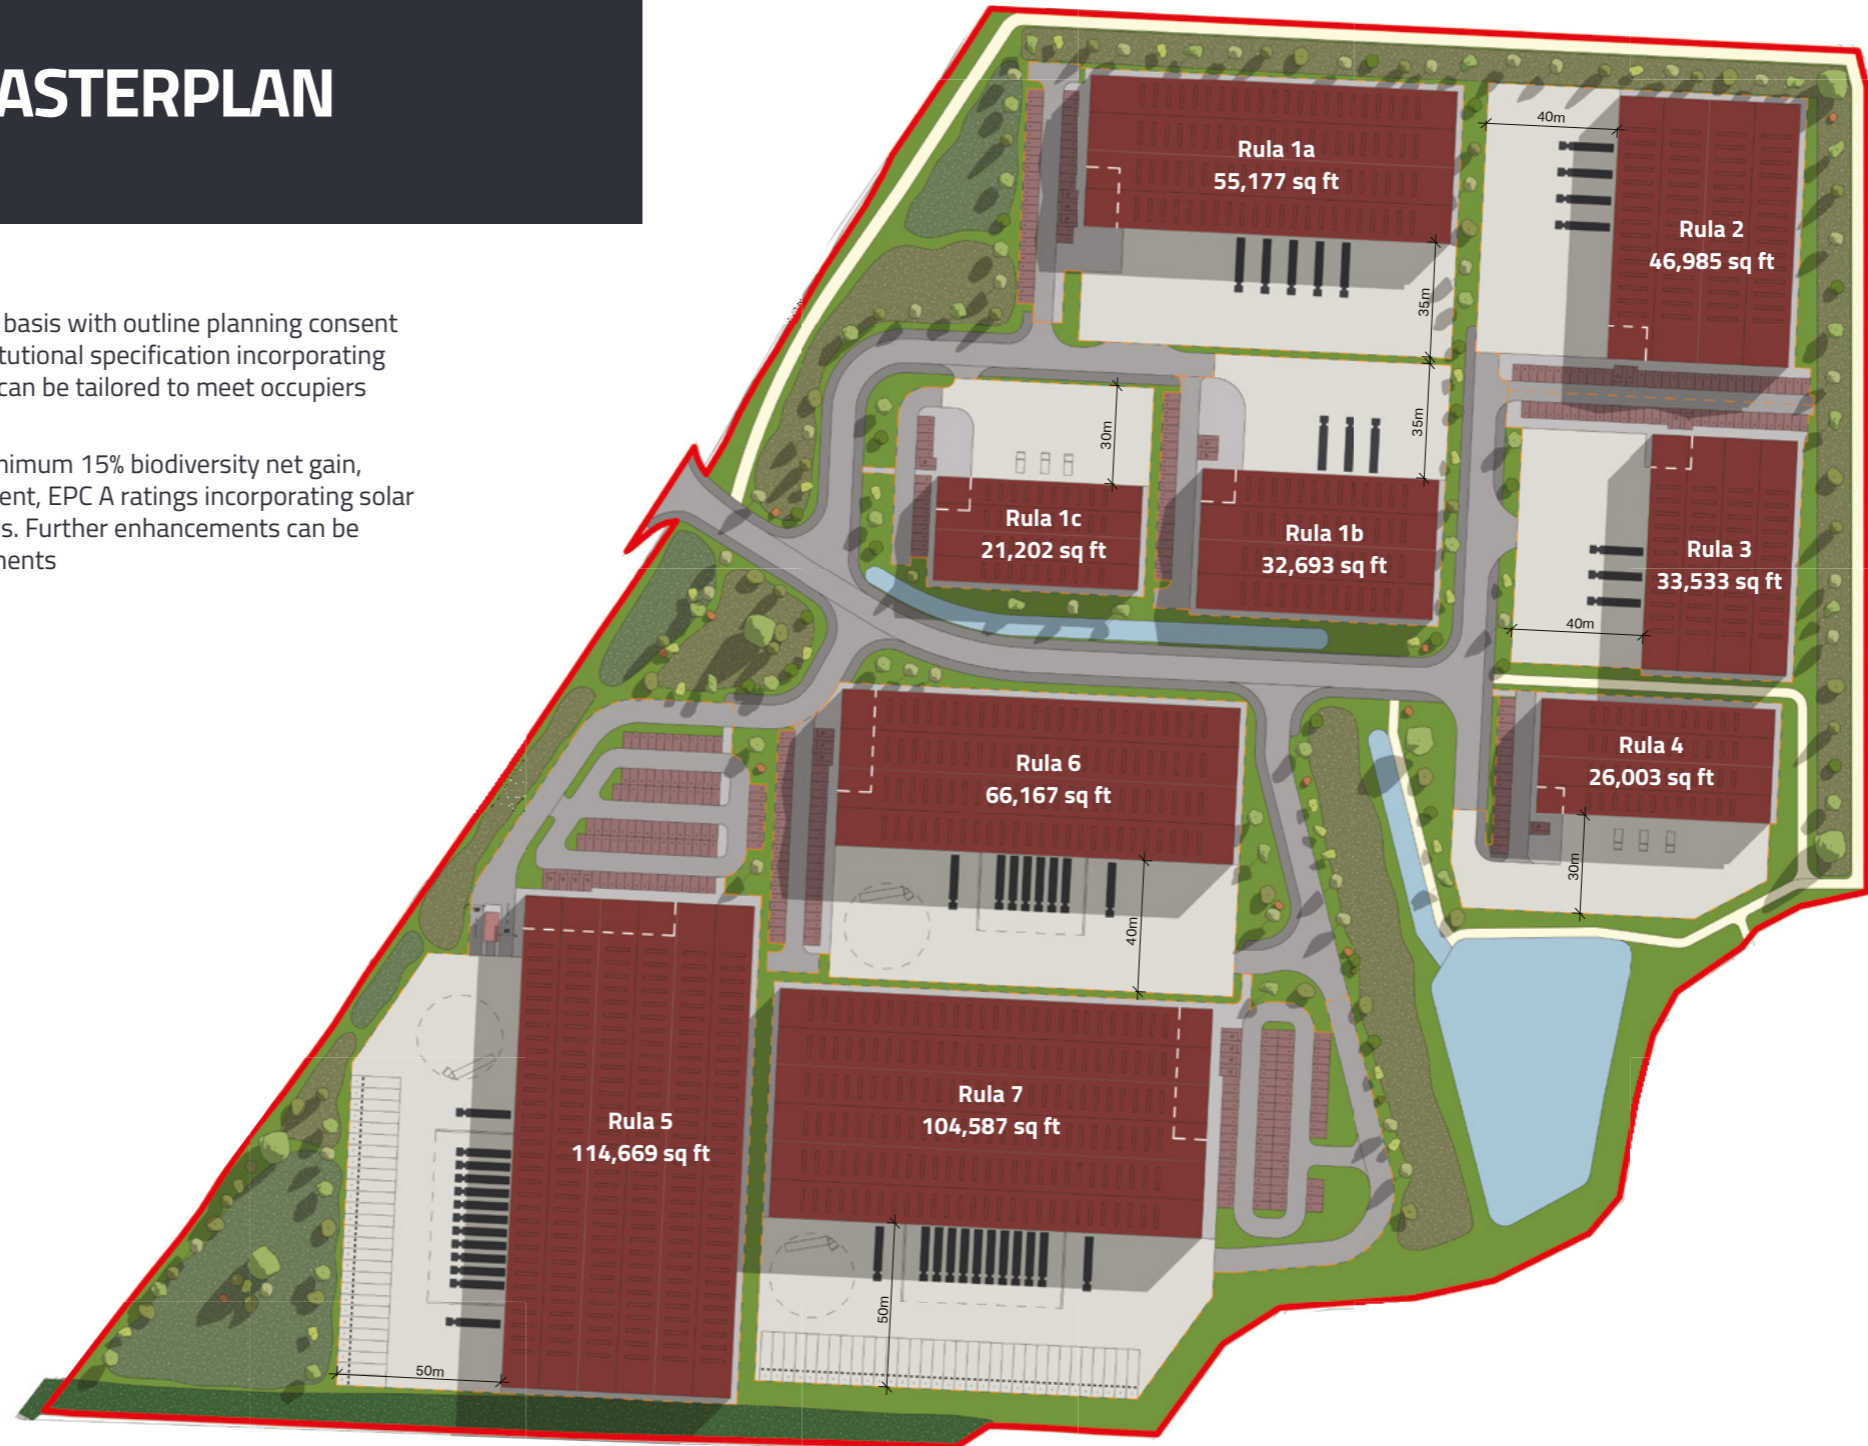 ASTERPLAN
basis with outline planning consent
tutional specification incorporating
can be tailored to meet occupiers
nimum 15% biodiversity net gain,
ent, EPC A ratings incorporating solar
s. Further enhancements can be
nents
Rula 1a
55,177 sq ft
40m
Rula 2
46,985 sq ft
35m
35m
30m
Rula 1c
21,202 sq ft
Rula 1b
32,693 sq ft
Rula 3
33,533 sq ft
40m
Rula 4
26,003 sq ft
30m
Rula 6
66,167 sq ft
40m
Rula 5
114,669 sq ft
50m
Rula 7
104,587 sq ft
50m